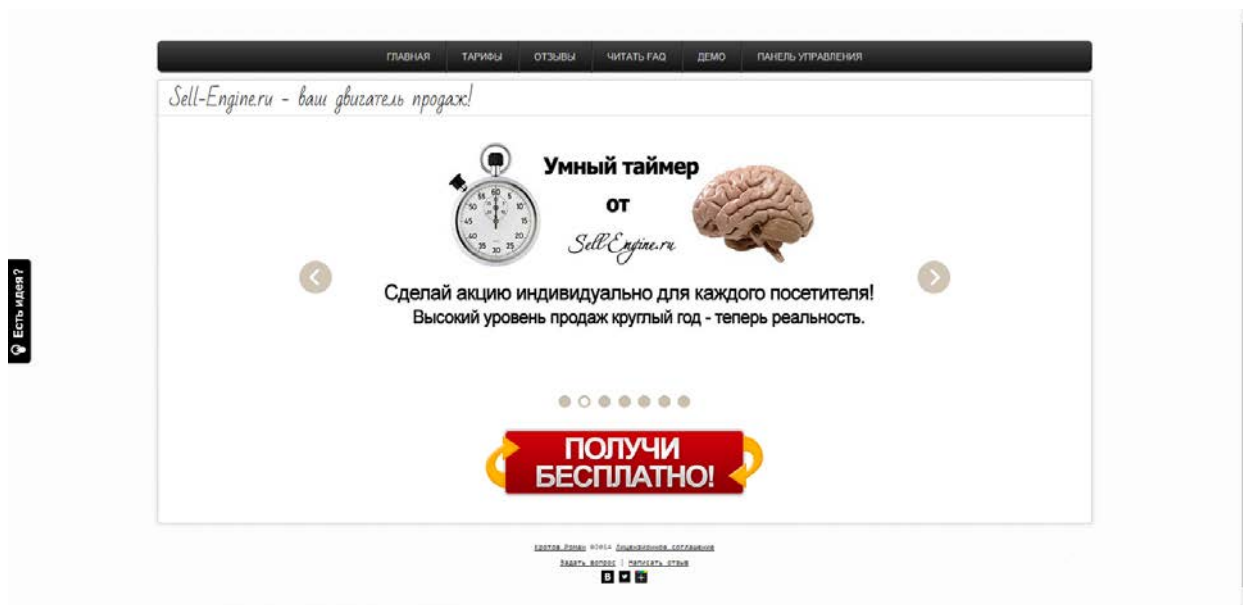 ГЛАВНАЯ ТАРИФЫ ОТЗЫВЫ ЧИТАТЬ FAQ ДЕМО ПАНЕЛЬ УПРАВЛЕНИЯ
Sell-Engine.ru - ваш двигатель продаж!
Умный таймер
от
Sell-Engine.ru
Сделай акцию индивидуально для каждого посетителя!
Высокий уровень продаж круглый год - теперь реальность.
Есть идея?
ПОЛУЧИ
БЕСПЛАТНО!
Кротов Роман Лицензионное соглашение
Задать вопрос | Написать отзыв